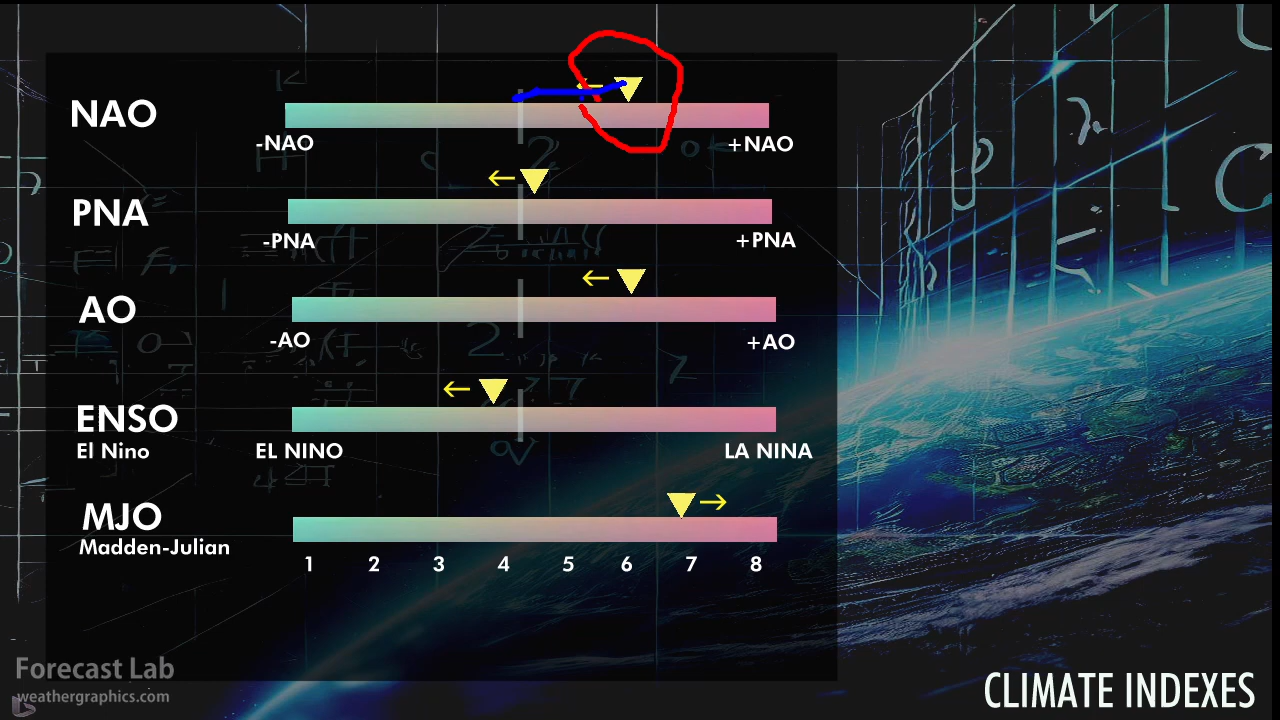 NAO
-NAO +NAO
PNA
-PNA +PNA
AO
-AO +AO
ENSO
El Nino
EL NINO LA NINA
MJO
Madden-Julian
1 2 3 4 5 6 7 8
Forecast Lab
weathergraphics.com
CLIMATE INDEXES